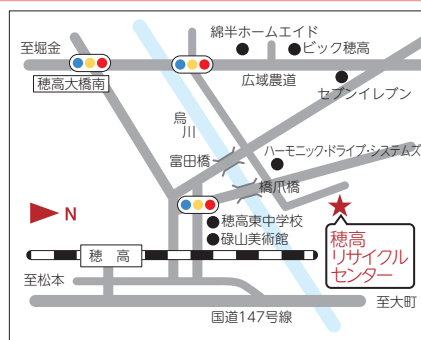 綿半ホームエイド
至堀金
ビック穂高
穂高大橋南
広域農道
セブンイレブン
烏川
ハーモニック・ドライブ・システムズ
富田橋
橋爪橋
N
穂高東中学校
碌山美術館
穂高
リサイクル
センター
穂高
至松本
至大町
国道147号線